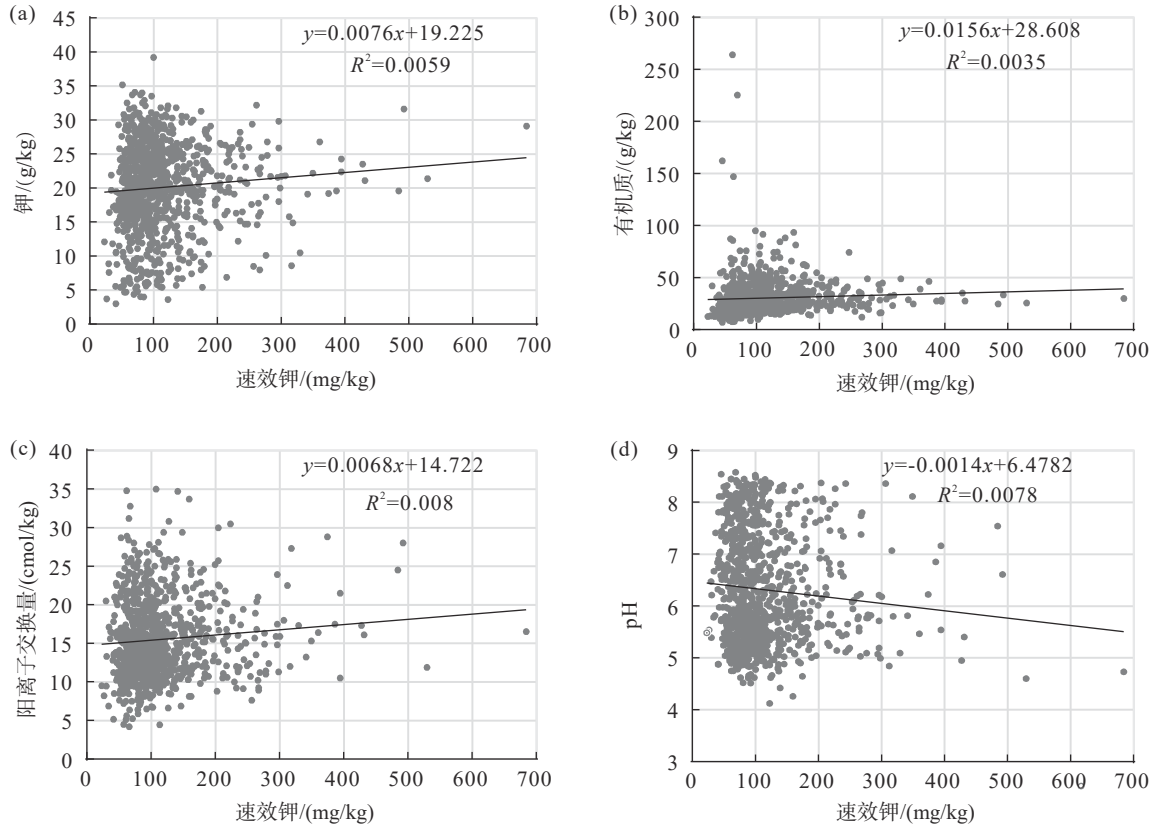 (a)
y=0.0076x+19.225
R²=0.0059
钾/(g/kg)
45
40
35
30
25
20
15
10
5
0
0 100 200 300 400 500 600 700
速效钾/(mg/kg)
(b)
y=0.0156x+28.608
R²=0.0035
有机质/(g/kg)
300
250
200
150
100
50
0
0 100 200 300 400 500 600 700
速效钾/(mg/kg)
(c)
y=0.0068x+14.722
R²=0.008
阳离子交换量/(cmol/kg)
40
35
30
25
20
15
10
5
0
0 100 200 300 400 500 600 700
速效钾/(mg/kg)
(d)
y=-0.0014x+6.4782
R²=0.0078
pH
9
8
7
6
5
4
3
0 100 200 300 400 500 600 700
速效钾/(mg/kg)